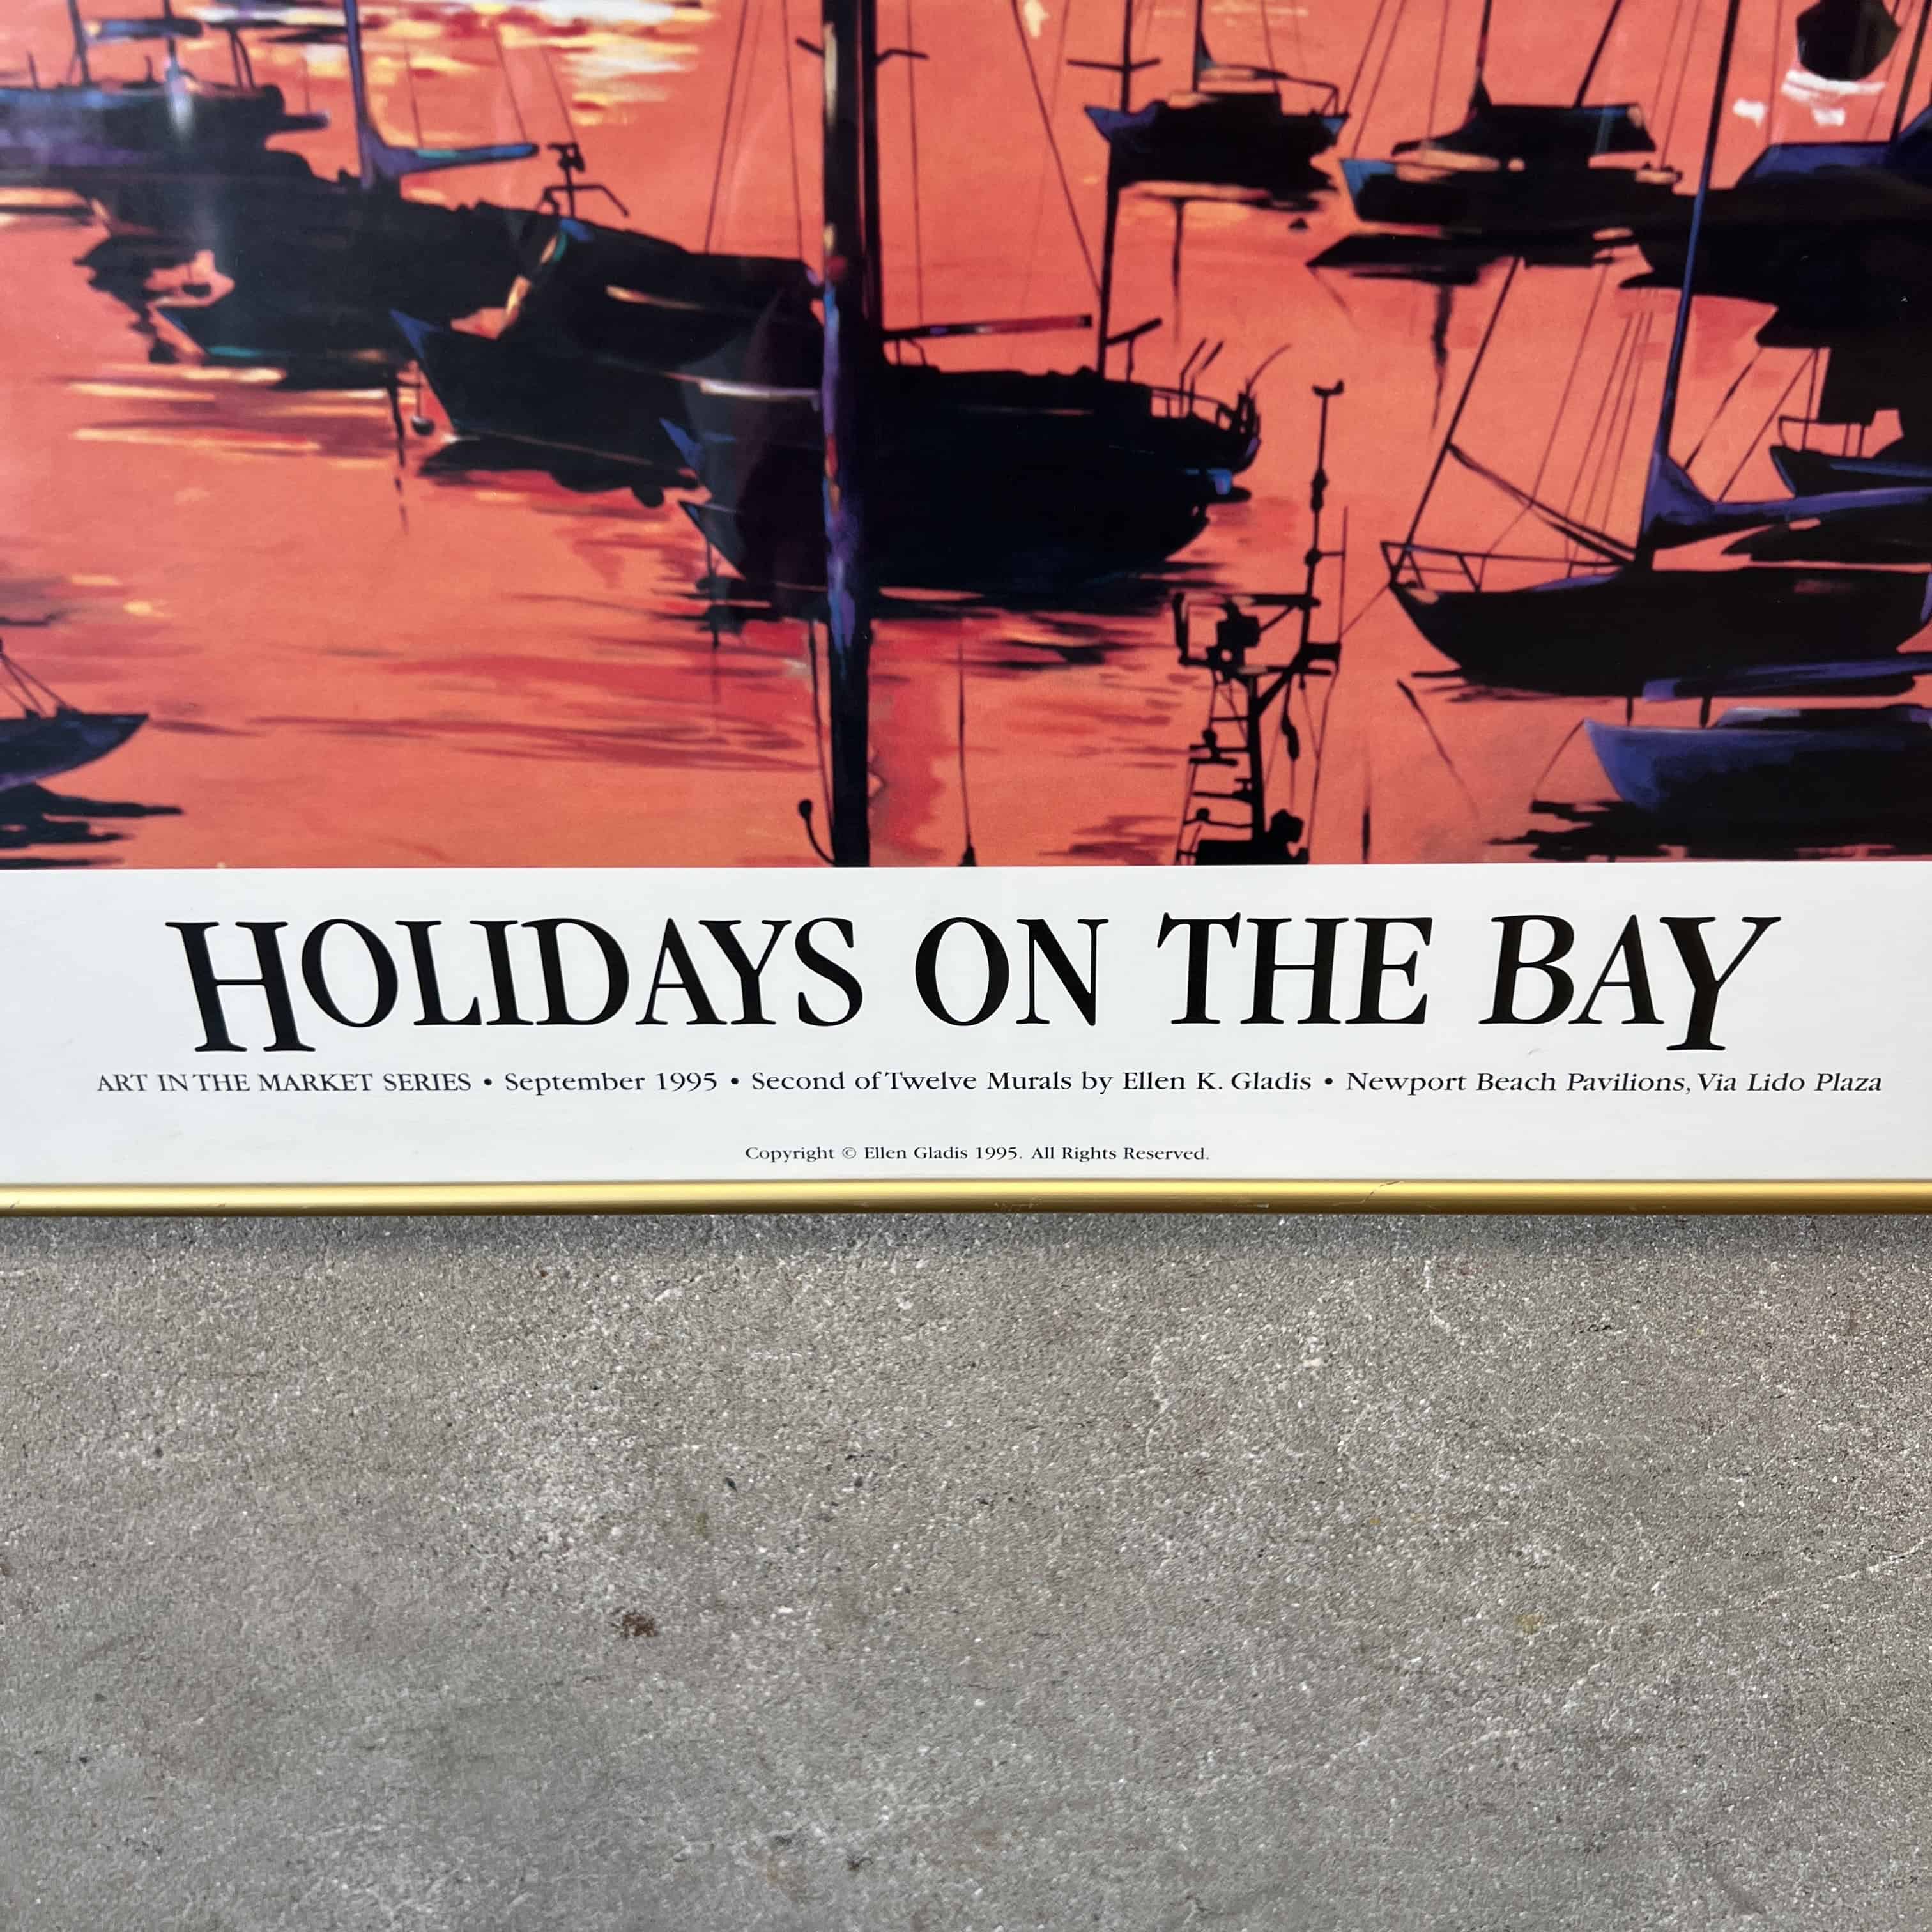 HOLIDAYS ON THE BAY
ART IN THE MARKET SERIES • September 1995 • Second of Twelve Murals by Ellen K. Gladis • Newport Beach Pavilions, Via Lido Plaza
Copyright © Ellen Gladis 1995. All Rights Reserved.